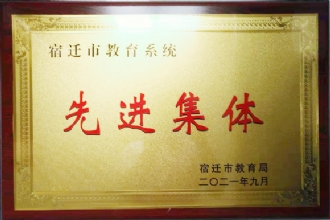 宿迁市教育系统
先进集体
宿迁市教育局
二〇二一年九月